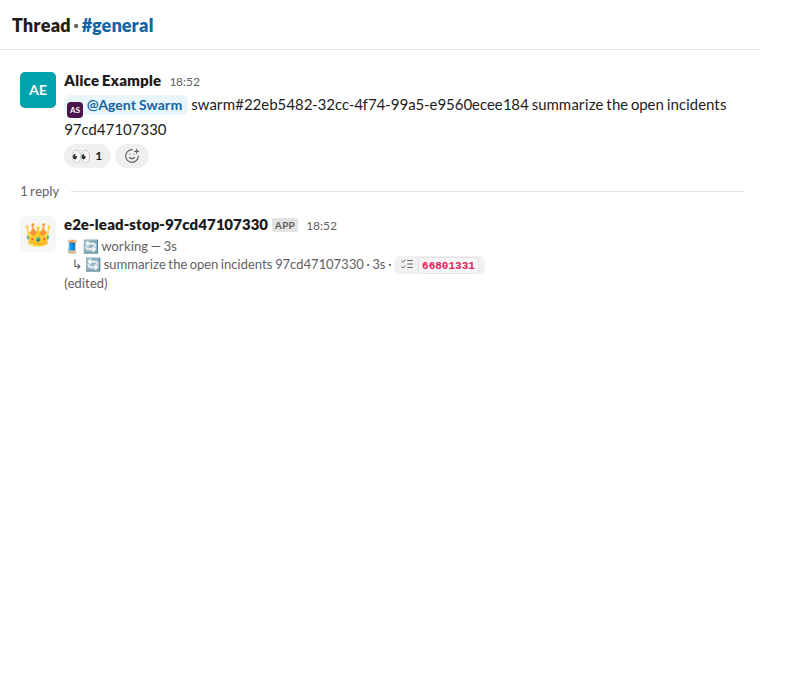 Thread • #general
AE
Alice Example 18:52
AS @Agent Swarm swarm#22eb5482-32cc-4f74-99a5-e9560ecee184 summarize the open incidents
97cd47107330
👀 1
1 reply
e2e-lead-stop-97cd47107330 APP 18:52
🧵 🔄 working — 3s
↳ 🔄 summarize the open incidents 97cd47107330 · 3s · 66801331
(edited)